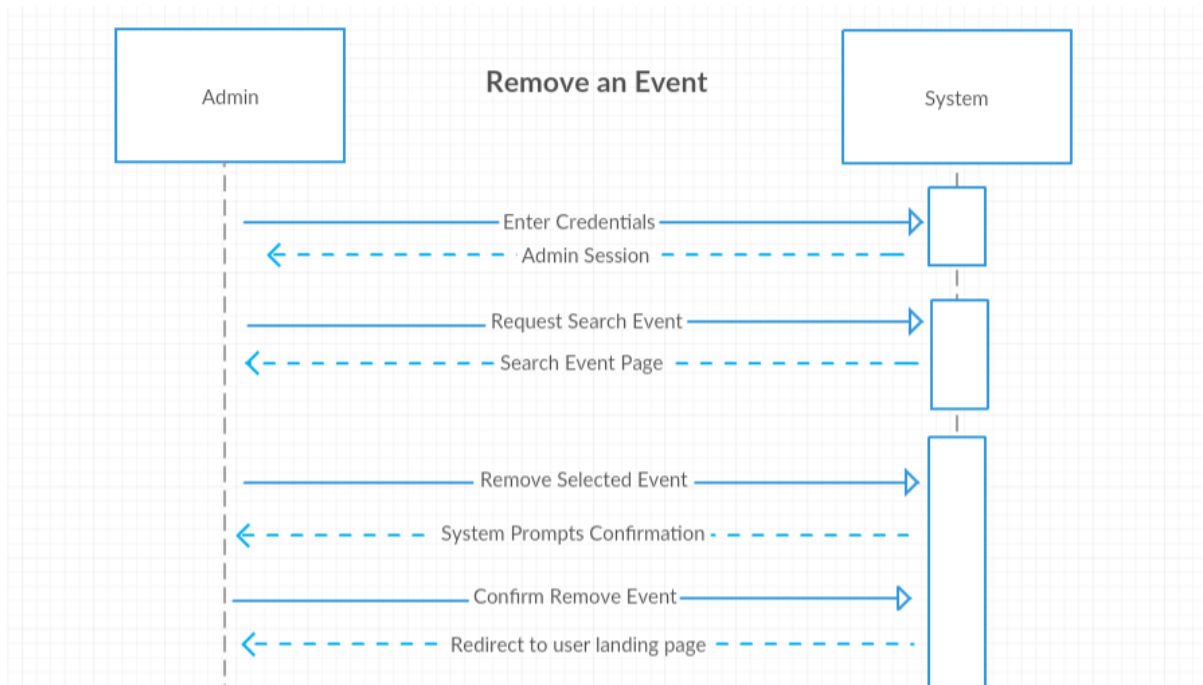 Admin
Remove an Event
System
Enter Credentials
Admin Session
Request Search Event
Search Event Page
Remove Selected Event
System Prompts Confirmation
Confirm Remove Event
Redirect to user landing page